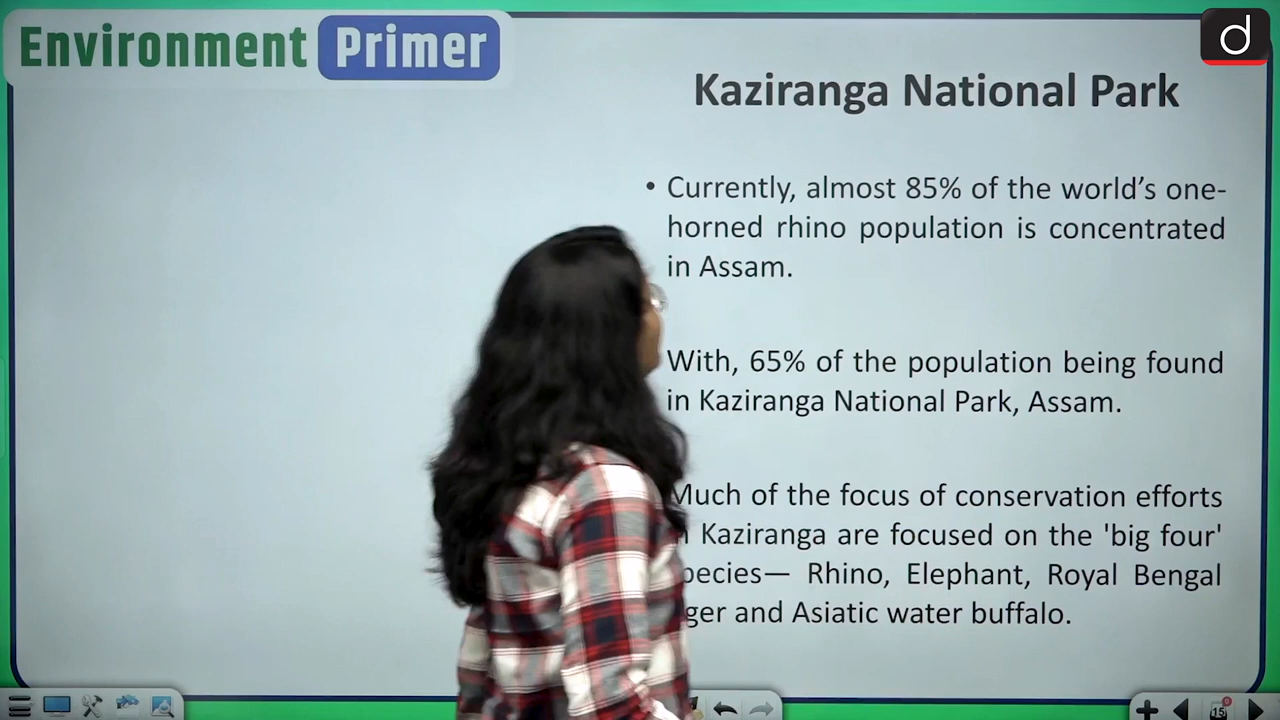 Environment Primer
d
Kaziranga National Park
• Currently, almost 85% of the world’s one-
horned rhino population is concentrated
in Assam.
With, 65% of the population being found
in Kaziranga National Park, Assam.
Much of the focus of conservation efforts
Kaziranga are focused on the 'big four'
pecies— Rhino, Elephant, Royal Bengal
ger and Asiatic water buffalo.
15